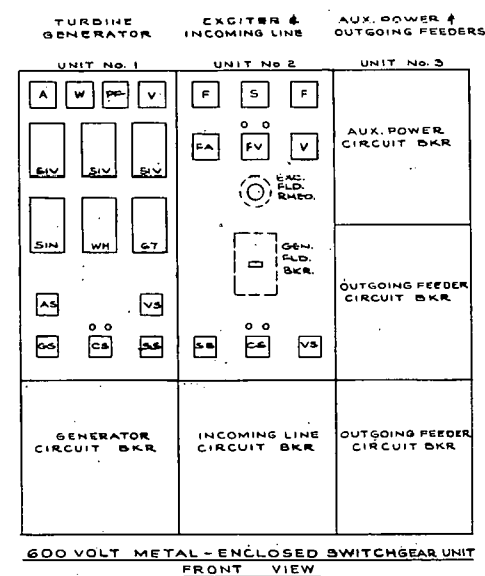 TURBINE
GENERATOR
EXCITER &
INCOMING LINE
AUX. POWER &
OUTGOING FEEDERS
UNIT No. 1
UNIT No 2
UNIT No. 3
A W PF V
SIV SIV
SIN WH GT
AS VS
GS CS SS
GENERATOR
CIRCUIT BKR
F S F
FA FV V
EXC.
FLD.
RHEO.
GEN.
FLD.
BKR.
CS VS
INCOMING LINE
CIRCUIT BKR
AUX. POWER
CIRCUIT BKR
OUTGOING FEEDER
CIRCUIT BKR
OUTGOING FEEDER
CIRCUIT BKR
600 VOLT METAL-ENCLOSED SWITCHGEAR UNIT
FRONT VIEW